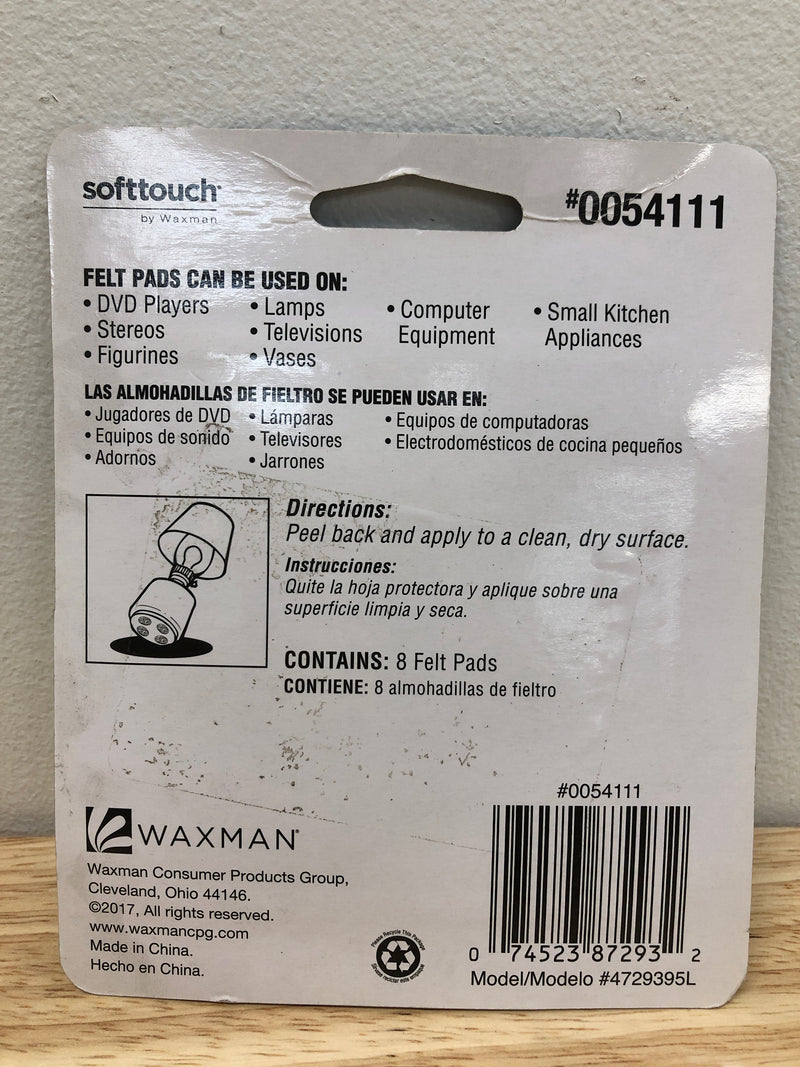 softtouch
by Waxman
#0054111
FELT PADS CAN BE USED ON:
• DVD Players
• Stereos
• Figurines
• Lamps
• Televisions
• Vases
• Computer
Equipment
• Small Kitchen
Appliances
LAS ALMOHADILLAS DE FIELTRO SE PUEDEN USAR EN:
• Jugadores de DVD
• Equipos de sonido
• Adornos
• Lámparas
• Televisores
• Jarrones
• Equipos de computadoras
• Electrodomésticos de cocina pequeños
Directions:
Peel back and apply to a clean, dry surface.
Instrucciones:
Quite la hoja protectora y aplique sobre una
superficie limpia y seca.
CONTAINS: 8 Felt Pads
CONTIENE: 8 almohadillas de fieltro
WAXMAN®
Waxman Consumer Products Group,
Cleveland, Ohio 44146.
©2017, All rights reserved.
www.waxmancpg.com
Made in China.
Hecho en China.
Please Recycle This Package
#0054111
0 74523 87293 2
Model/Modelo #4729395L